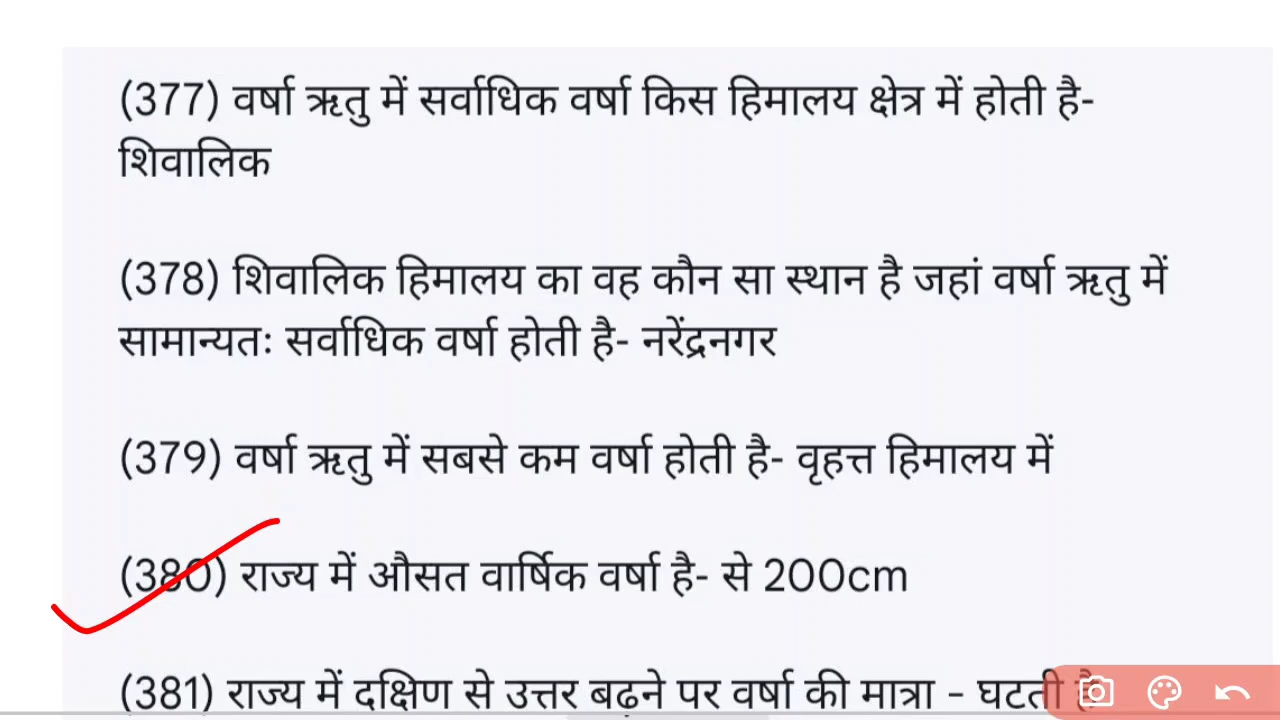 (377) वर्षा ऋतु में सर्वाधिक वर्षा किस हिमालय क्षेत्र में होती है-
शिवालिक
(378) शिवालिक हिमालय का वह कौन सा स्थान है जहां वर्षा ऋतु में
सामान्यतः सर्वाधिक वर्षा होती है- नरेंद्रनगर
(379) वर्षा ऋतु में सबसे कम वर्षा होती है- वृहत्त हिमालय में
(380) राज्य में औसत वार्षिक वर्षा है- से 200cm
(381) राज्य में दक्षिण से उत्तर बढ़ने पर वर्षा की मात्रा - घटती है